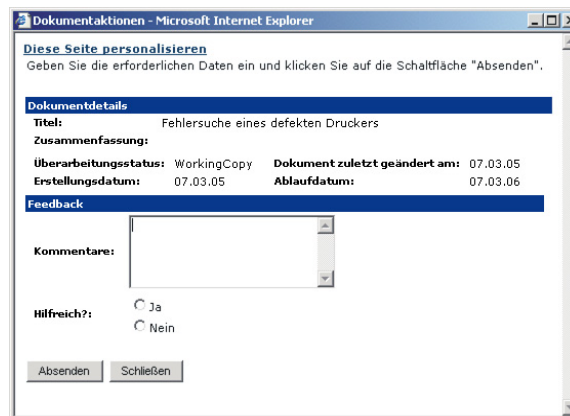 Dokumentaktionen - Microsoft Internet Explorer
Diese Seite personalisieren
Geben Sie die erforderlichen Daten ein und klicken Sie auf die Schaltfläche "Absenden".
Dokumentdetails
Titel: Fehlersuche eines defekten Druckers
Zusammenfassung:
Überarbeitungsstatus: WorkingCopy Dokument zuletzt geändert am: 07.03.05
Erstellungsdatum: 07.03.05 Ablaufdatum: 07.03.06
Feedback
Kommentare:
Hilfreich?: Ja
Nein
Absenden Schließen